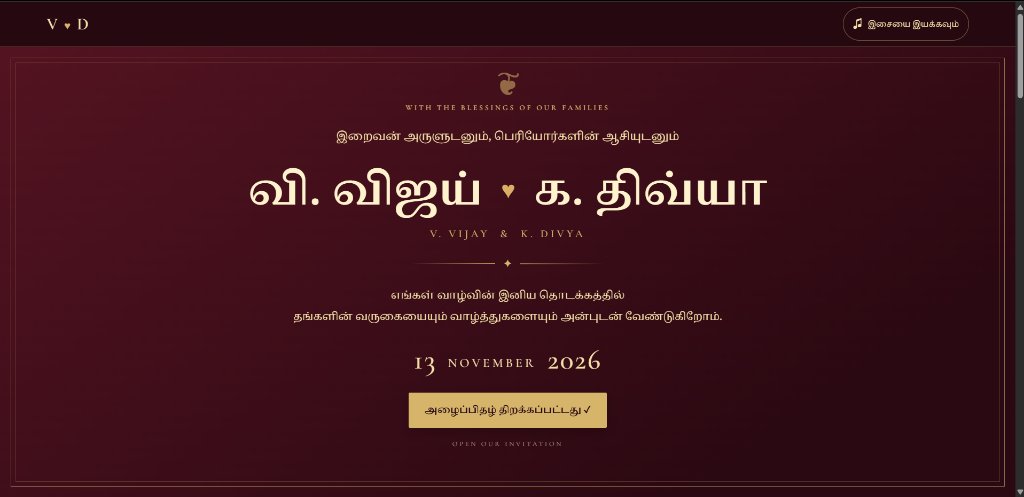 V ♥ D
🎵 இசையை இயக்கவும்
WITH THE BLESSINGS OF OUR FAMILIES
இறைவன் அருளுடனும், பெரியோர்களின் ஆசியுடனும்
வி. விஜய் ♥ க. திவ்யா
V. VIJAY & K. DIVYA
எங்கள் வாழ்வின் இனிய தொடக்கத்தில்
தங்களின் வருகையையும் வாழ்த்துகளையும் அன்புடன் வேண்டுகிறோம்.
13 NOVEMBER 2026
அழைப்பிதழ் திறக்கப்பட்டது ✓
OPEN OUR INVITATION